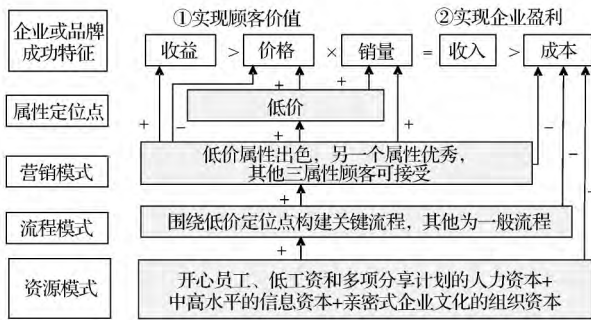 ①实现顾客价值 ②实现企业盈利
企业或品牌
成功特征
收益 > 价格 × 销量 = 收入 > 成本
+ +
属性定位点
低价
+ − + + −
营销模式
低价属性出色，另一个属性优秀，
其他三属性顾客可接受
−
+
流程模式
围绕低价定位点构建关键流程，其他为一般流程
−
+
资源模式
开心员工、低工资和多项分享计划的人力资本+
中高水平的信息资本+亲密式企业文化的组织资本